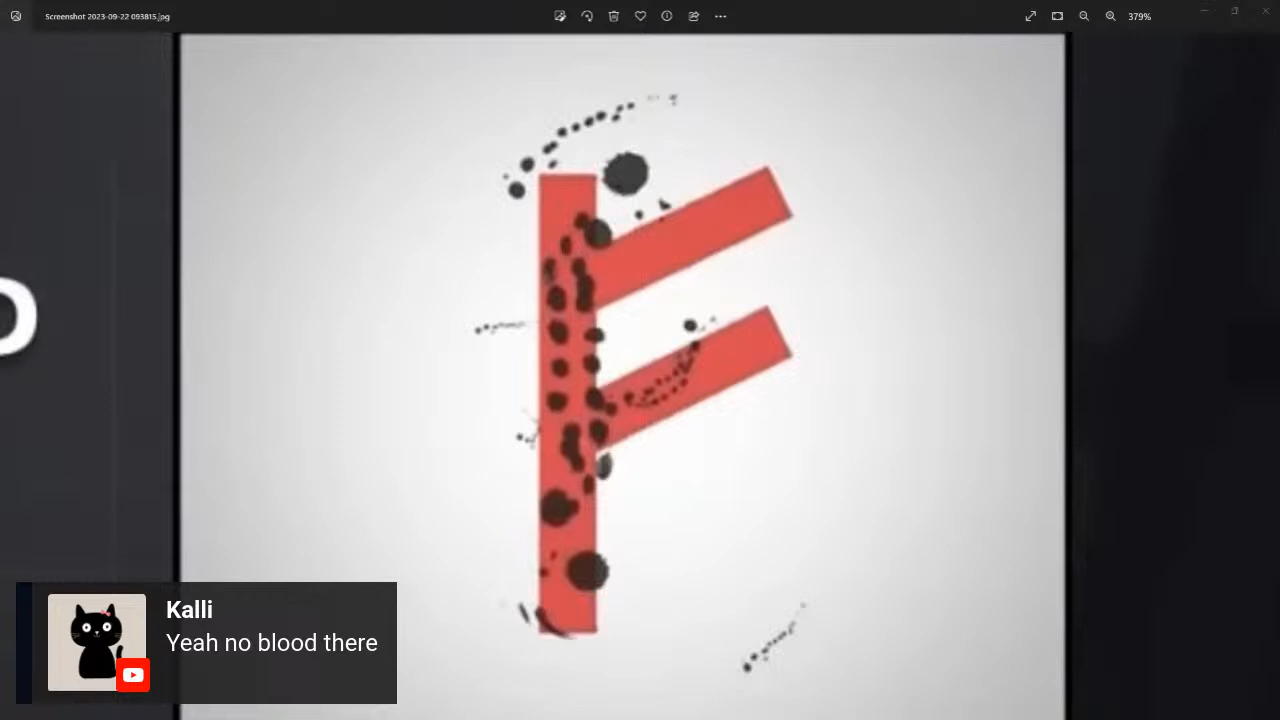 Screenshot 2023-09-22 093815.jpg
379%
Kalli
Yeah no blood there